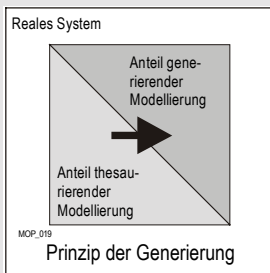 Reales System
Anteil gene-
rierender
Modellierung
Anteil thesau-
rierender
Modellierung
MOP_019
Prinzip der Generierung